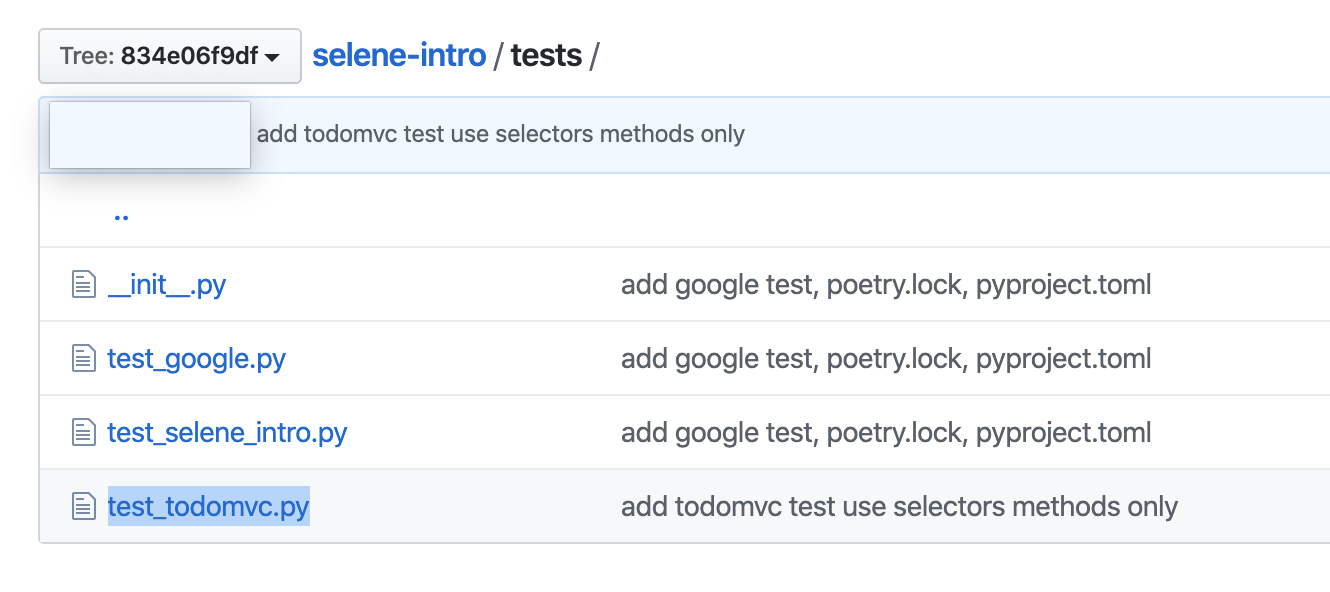 Tree: 834e06f9df selene-intro / tests /
add todomvc test use selectors methods only
..
__init__.py add google test, poetry.lock, pyproject.toml
test_google.py add google test, poetry.lock, pyproject.toml
test_selene_intro.py add google test, poetry.lock, pyproject.toml
test_todomvc.py add todomvc test use selectors methods only